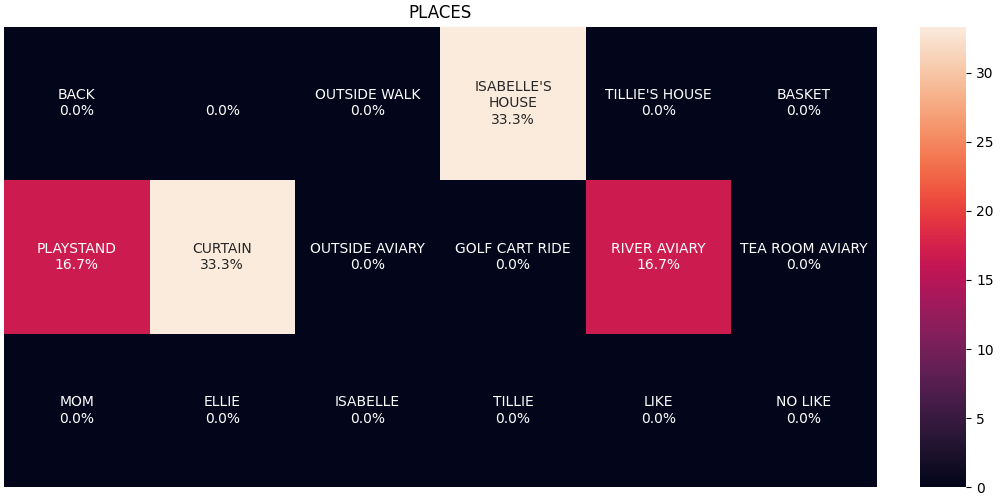 PLACES
BACK
0.0%
0.0%
OUTSIDE WALK
0.0%
ISABELLE'S
HOUSE
33.3%
TILLIE'S HOUSE
0.0%
BASKET
0.0%
PLAYSTAND
16.7%
CURTAIN
33.3%
OUTSIDE AVIARY
0.0%
GOLF CART RIDE
0.0%
RIVER AVIARY
16.7%
TEA ROOM AVIARY
0.0%
MOM
0.0%
ELLIE
0.0%
ISABELLE
0.0%
TILLIE
0.0%
LIKE
0.0%
NO LIKE
0.0%
30
25
20
15
10
5
0